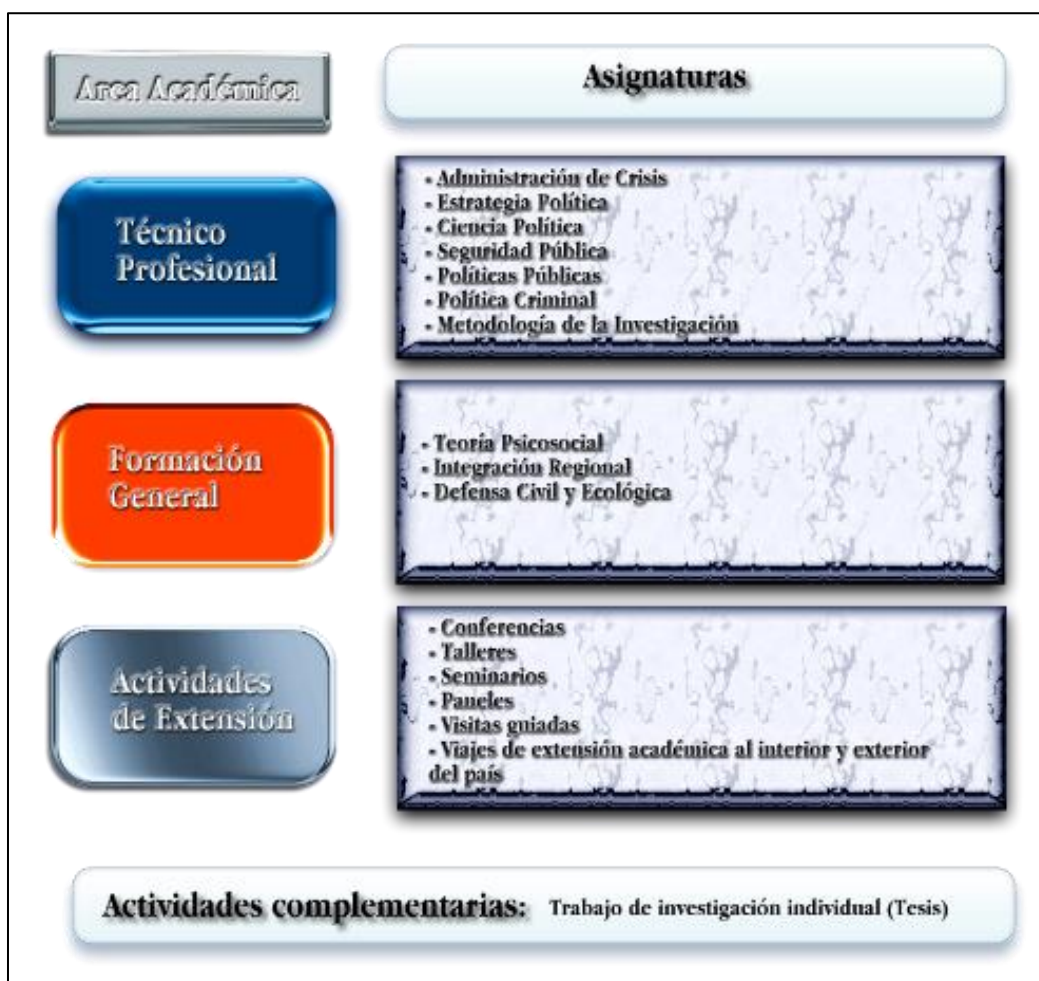 Area Académica
Asignaturas
Técnico
Profesional
- Administración de Crisis
- Estrategia Política
- Ciencia Política
- Seguridad Pública
- Políticas Públicas
- Política Criminal
- Metodología de la Investigación
Formación
General
- Teoría Psicosocial
- Integración Regional
- Defensa Civil y Ecológica
Actividades
de Extensión
- Conferencias
- Talleres
- Seminarios
- Paneles
- Visitas guiadas
- Viajes de extensión académica al interior y exterior
del país
Actividades complementarias: Trabajo de investigación individual (Tesis)